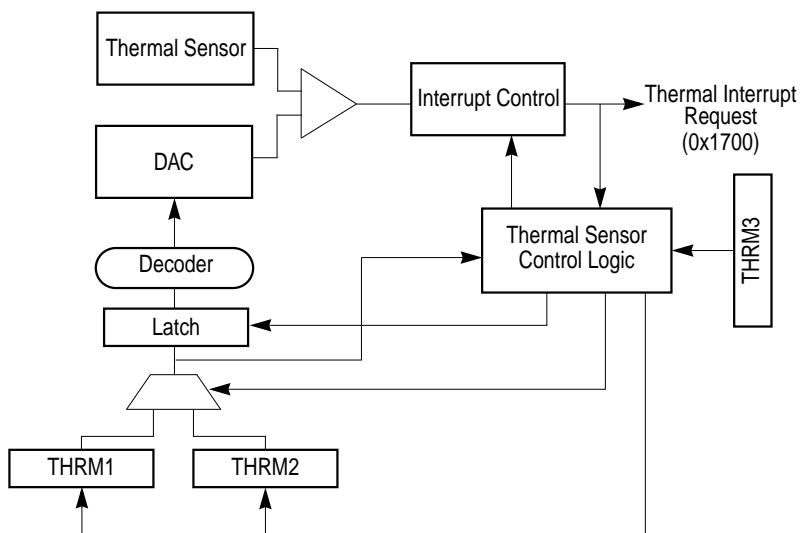 Thermal Sensor
Interrupt Control
Thermal Interrupt
Request
(0x1700)
DAC
Thermal Sensor
Control Logic
THRM3
Decoder
Latch
THRM1
THRM2